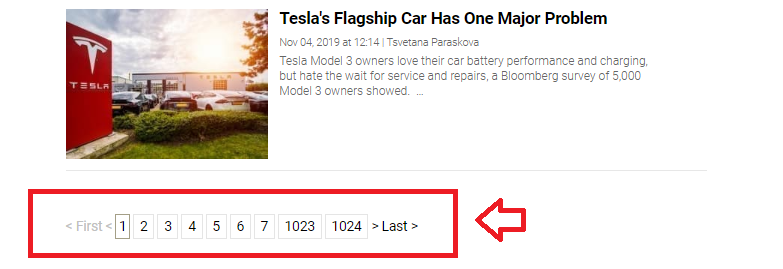 TESLA
TESLA
Tesla's Flagship Car Has One Major Problem
Nov 04, 2019 at 12:14 | Tsvetana Paraskova
Tesla Model 3 owners love their car battery performance and charging,
but hate the wait for service and repairs, a Bloomberg survey of 5,000
Model 3 owners showed. ...
< First < 1 2 3 4 5 6 7 1023 1024 > Last >